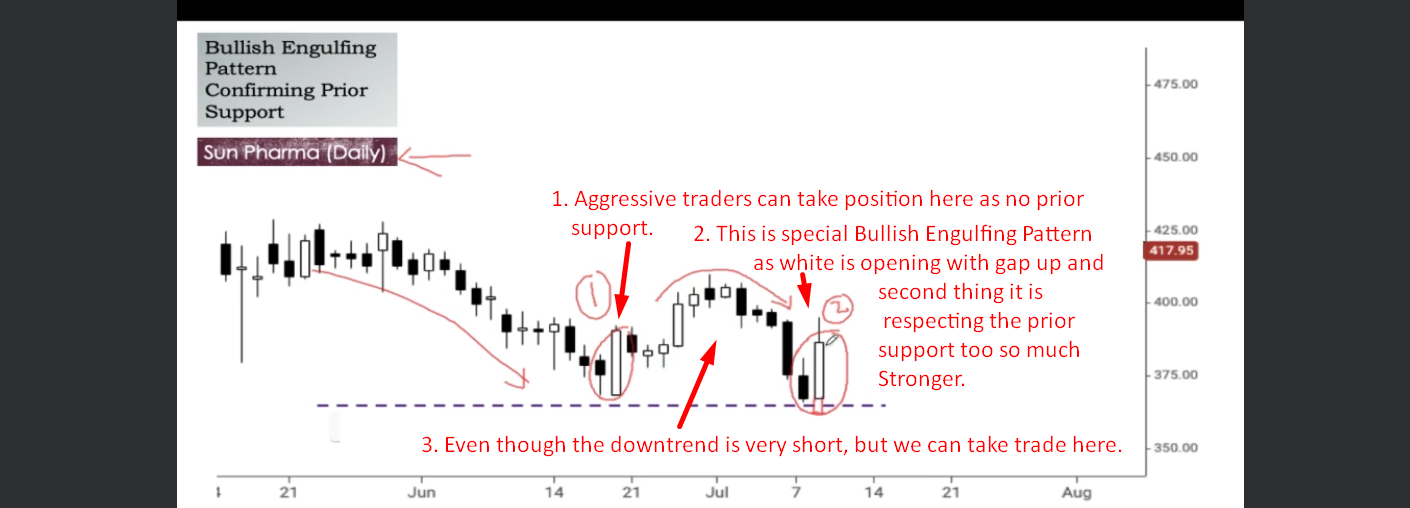 Bullish Engulfing
Pattern
Confirming Prior
Support
Sun Pharma (Daily)
1. Aggressive traders can take position here as no prior
support.
2. This is special Bullish Engulfing Pattern
as white is opening with gap up and
second thing it is
respecting the prior
support too so much
Stronger.
1
2
3. Even though the downtrend is very short, but we can take trade here.
475.00
450.00
425.00
417.95
400.00
375.00
350.00
21 Jun 14 21 Jul 7 14 21 Aug